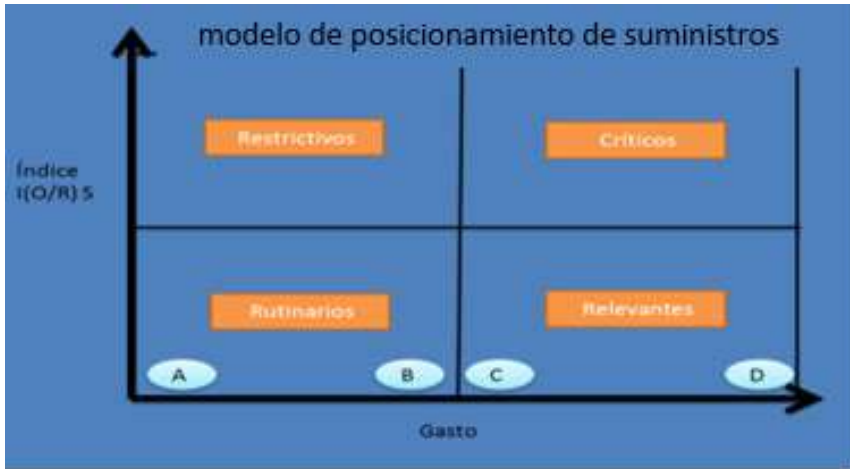 modelo de posicionamiento de suministros
Restrictivos
Críticos
Índice
I(O/R) S
Rutinarios
Relevantes
A
B
C
D
Gasto